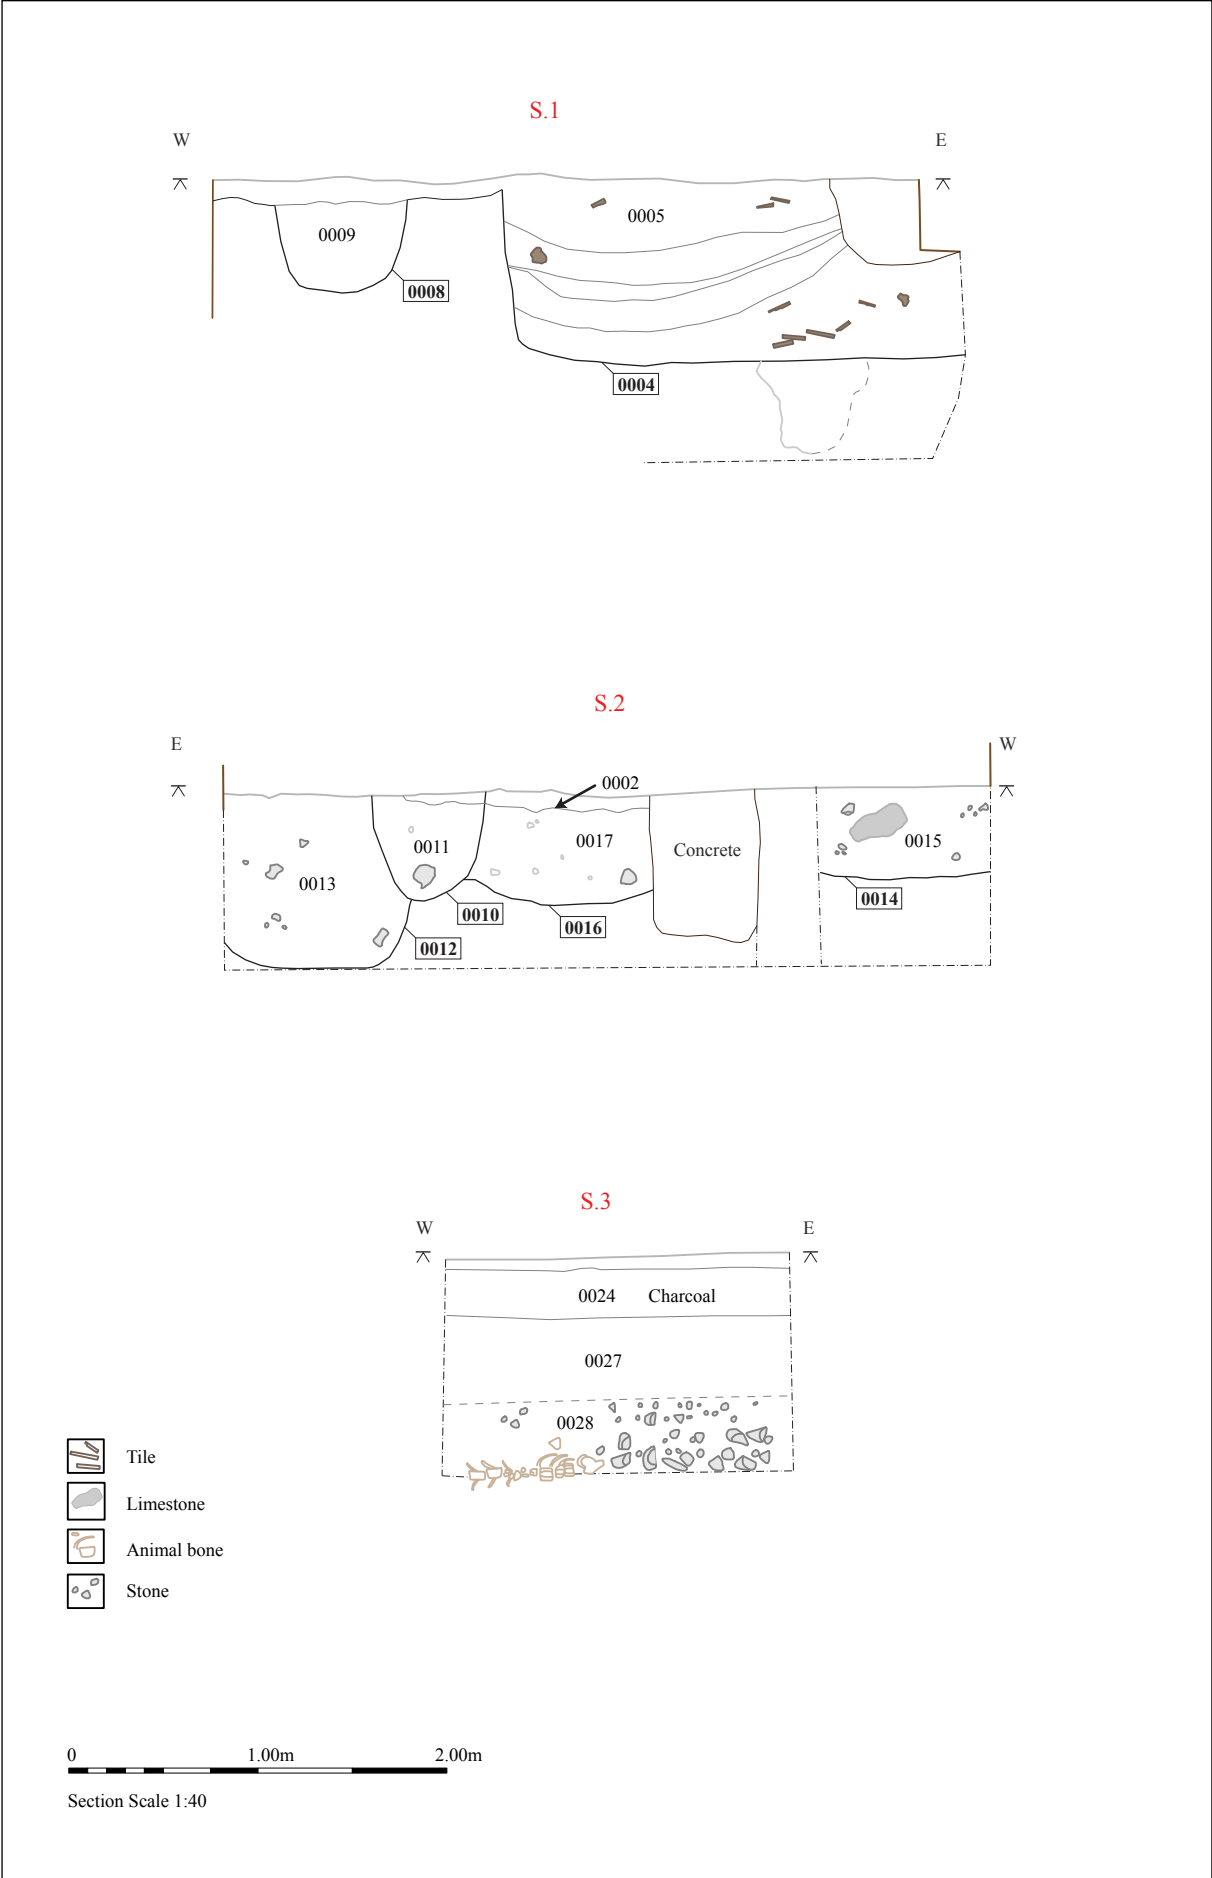 S.1
W E
0005
0009
0008
0004
S.2
E W
0002
0011 0017 Concrete 0015
0013
0014
0010
0016
0012
S.3
W E
0024 Charcoal
0027
0028
Tile
Limestone
Animal bone
Stone
0 1.00m 2.00m
Section Scale 1:40